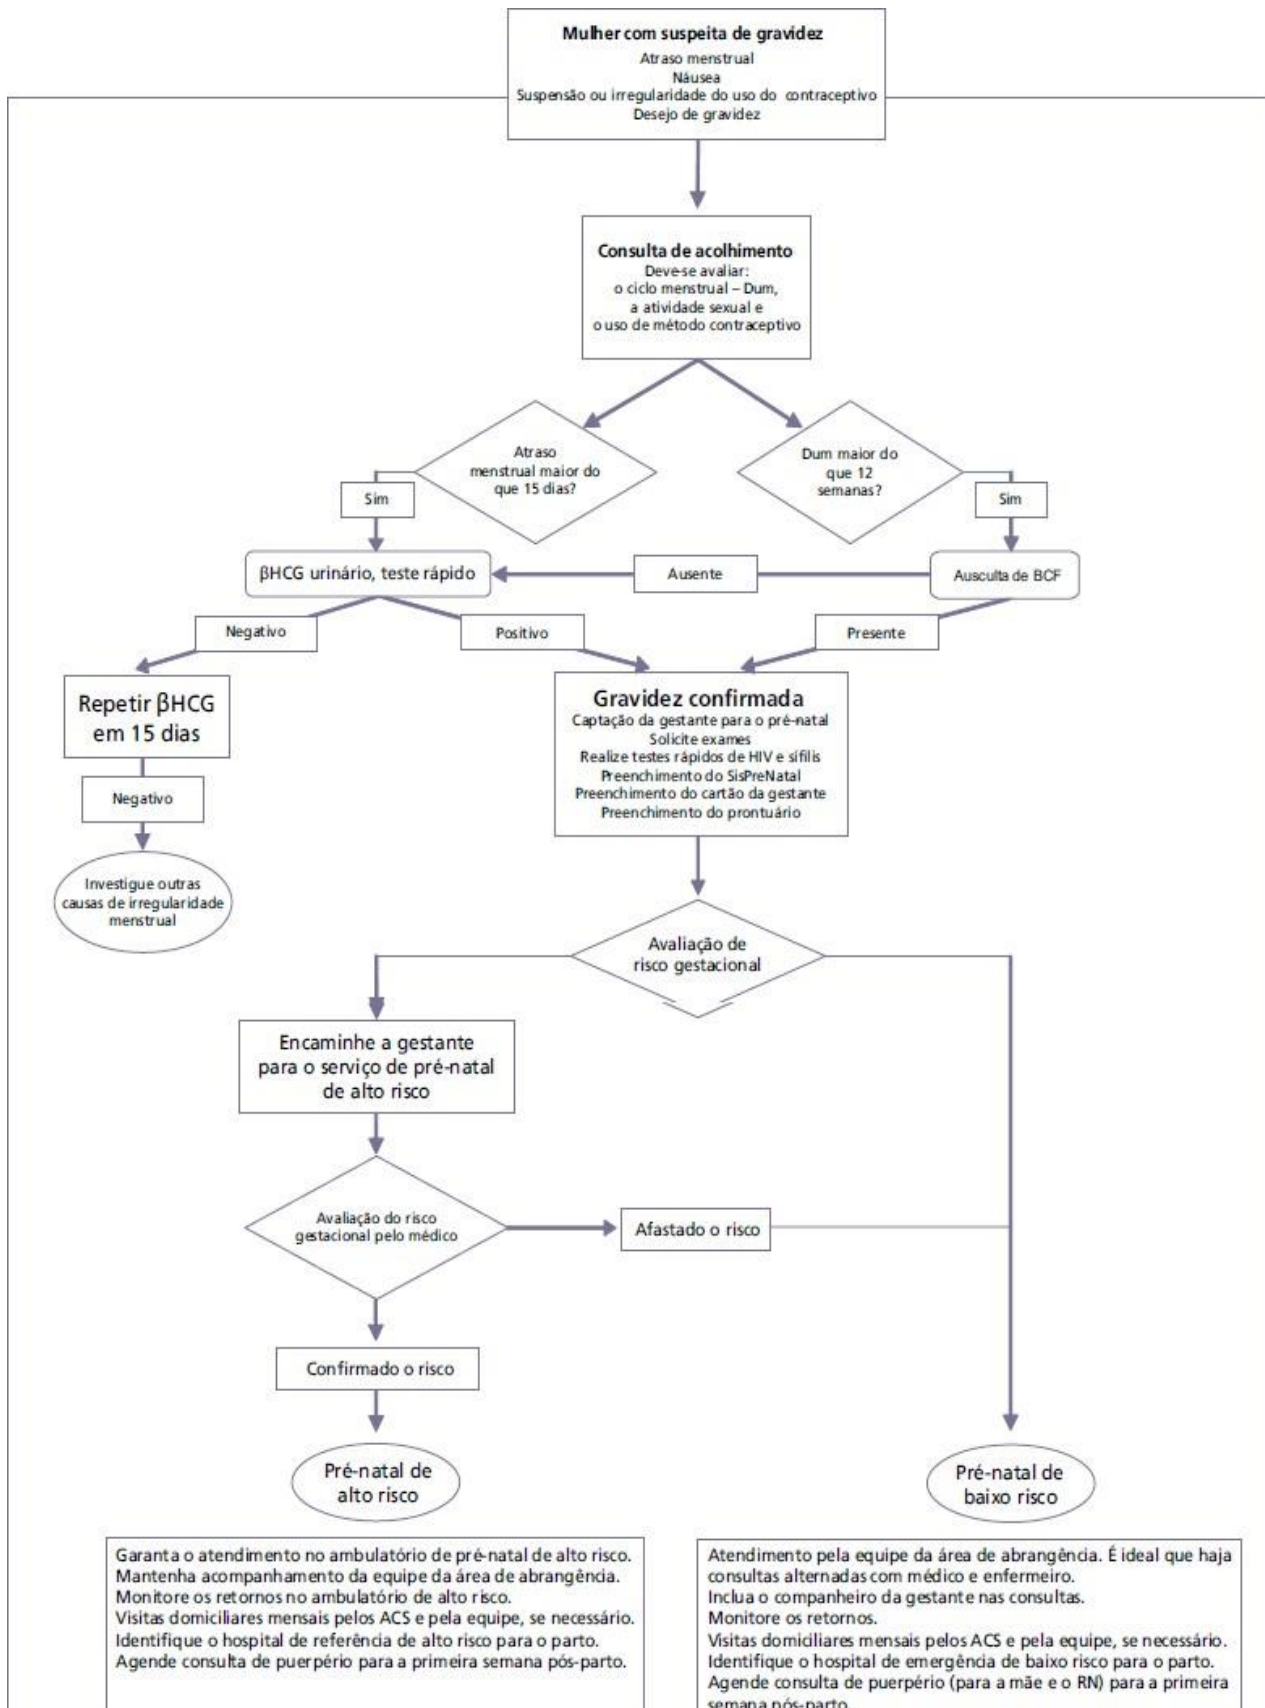 Mulher com suspeita de gravidez
Atraso menstrual
Náusea
Suspensão ou irregularidade do uso do contraceptivo
Desejo de gravidez
Consulta de acolhimento
Deve-se avaliar:
o ciclo menstrual – Dum,
a atividade sexual e
o uso de método contraceptivo
Atraso
menstrual maior do
que 15 dias?
Dum maior do
que 12
semanas?
Sim
Sim
βHCG urinário, teste rápido
Ausente
Ausculta de BCF
Negativo
Positivo
Presente
Repetir βHCG
em 15 dias
Gravidez confirmada
Captação da gestante para o pré-natal
Solicite exames
Realize testes rápidos de HIV e sífilis
Preenchimento do SisPreNatal
Preenchimento do cartão da gestante
Preenchimento do prontuário
Negativo
Investigue outras
causas de irregularidade
menstrual
Avaliação de
risco gestacional
Encaminhe a gestante
para o serviço de pré-natal
de alto risco
Avaliação do risco
gestacional pelo médico
Afastado o risco
Confirmado o risco
Pré-natal de
alto risco
Pré-natal de
baixo risco
Garanta o atendimento no ambulatório de pré-natal de alto risco.
Mantenha acompanhamento da equipe da área de abrangência.
Monitore os retornos no ambulatório de alto risco.
Visitas domiciliares mensais pelos ACS e pela equipe, se necessário.
Identifique o hospital de referência de alto risco para o parto.
Agende consulta de puerpério para a primeira semana pós-parto.
Atendimento pela equipe da área de abrangência. É ideal que haja
consultas alternadas com médico e enfermeiro.
Inclua o companheiro da gestante nas consultas.
Monitore os retornos.
Visitas domiciliares mensais pelos ACS e pela equipe, se necessário.
Identifique o hospital de emergência de baixo risco para o parto.
Agende consulta de puerpério (para a mãe e o RN) para a primeira
semana pós-parto